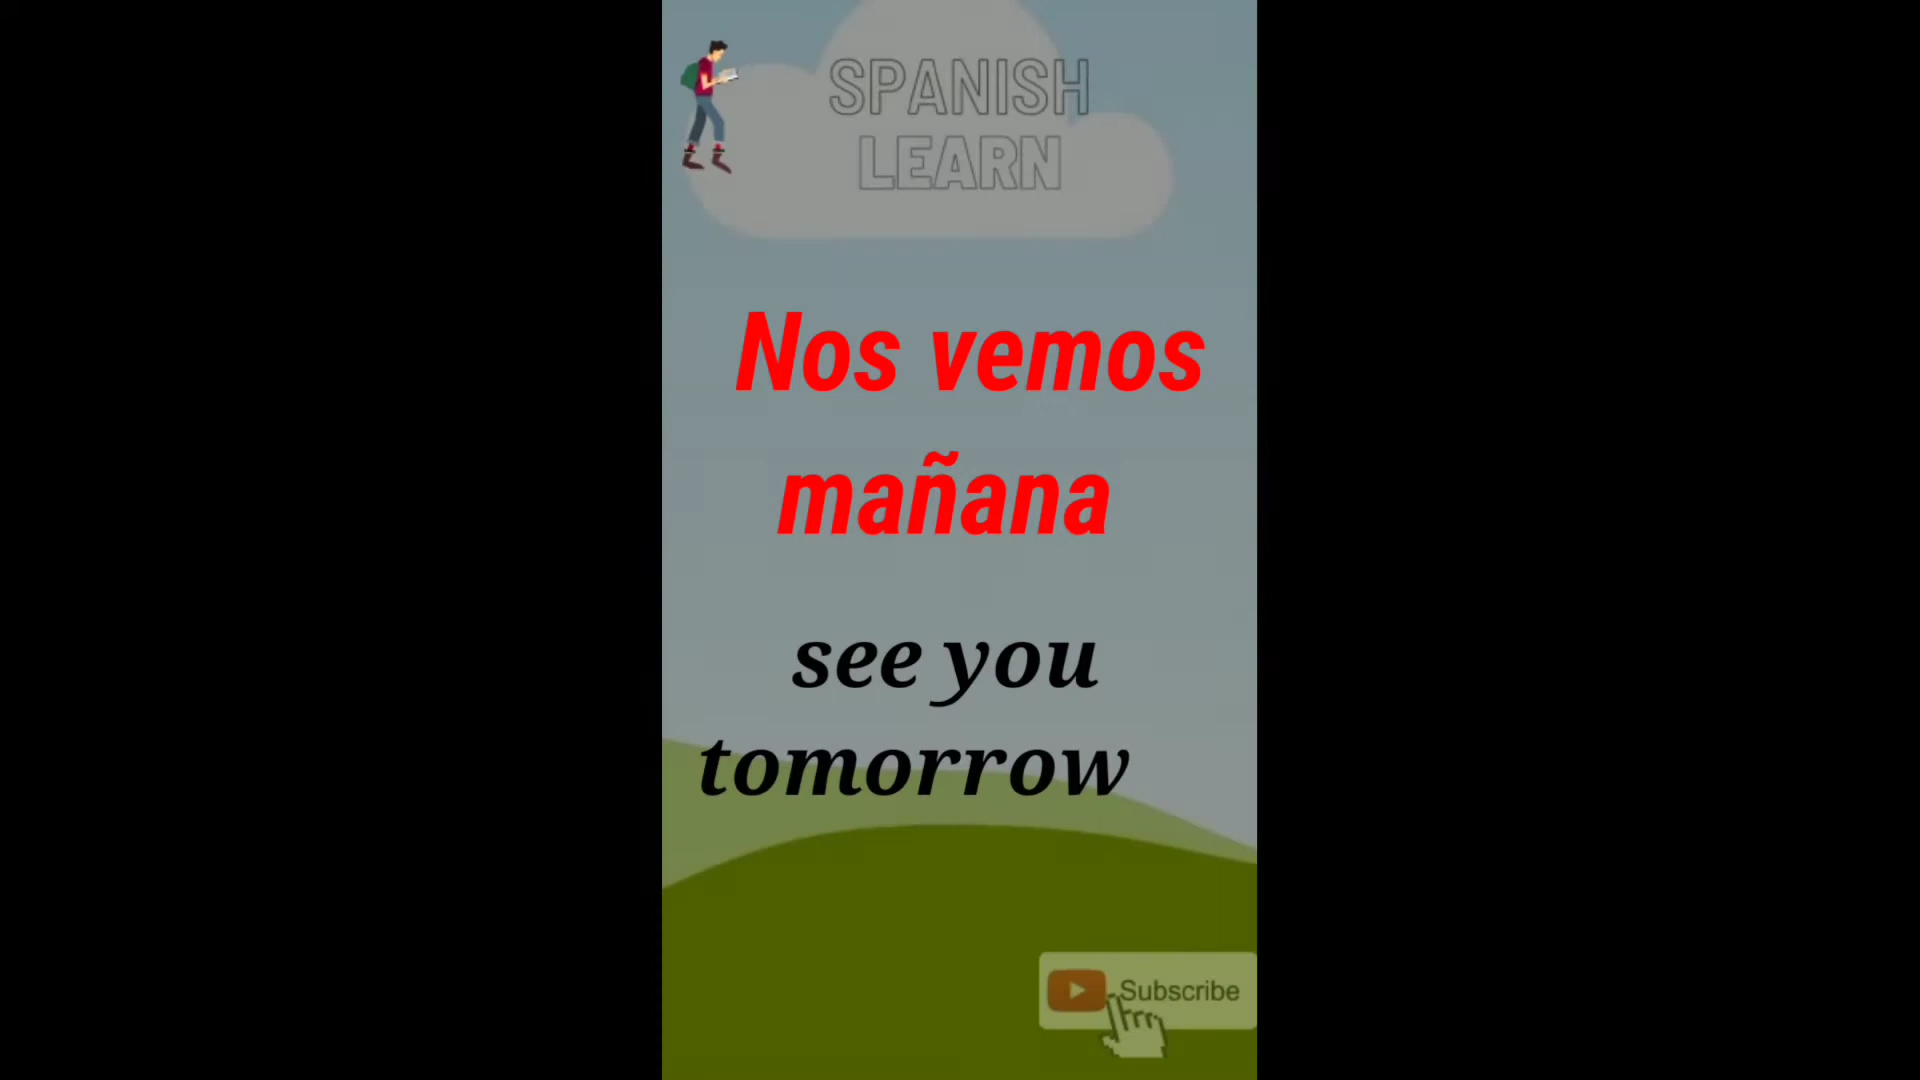 SPANISH
LEARN
Nos vemos
mañana
see you
tomorrow
Subscribe